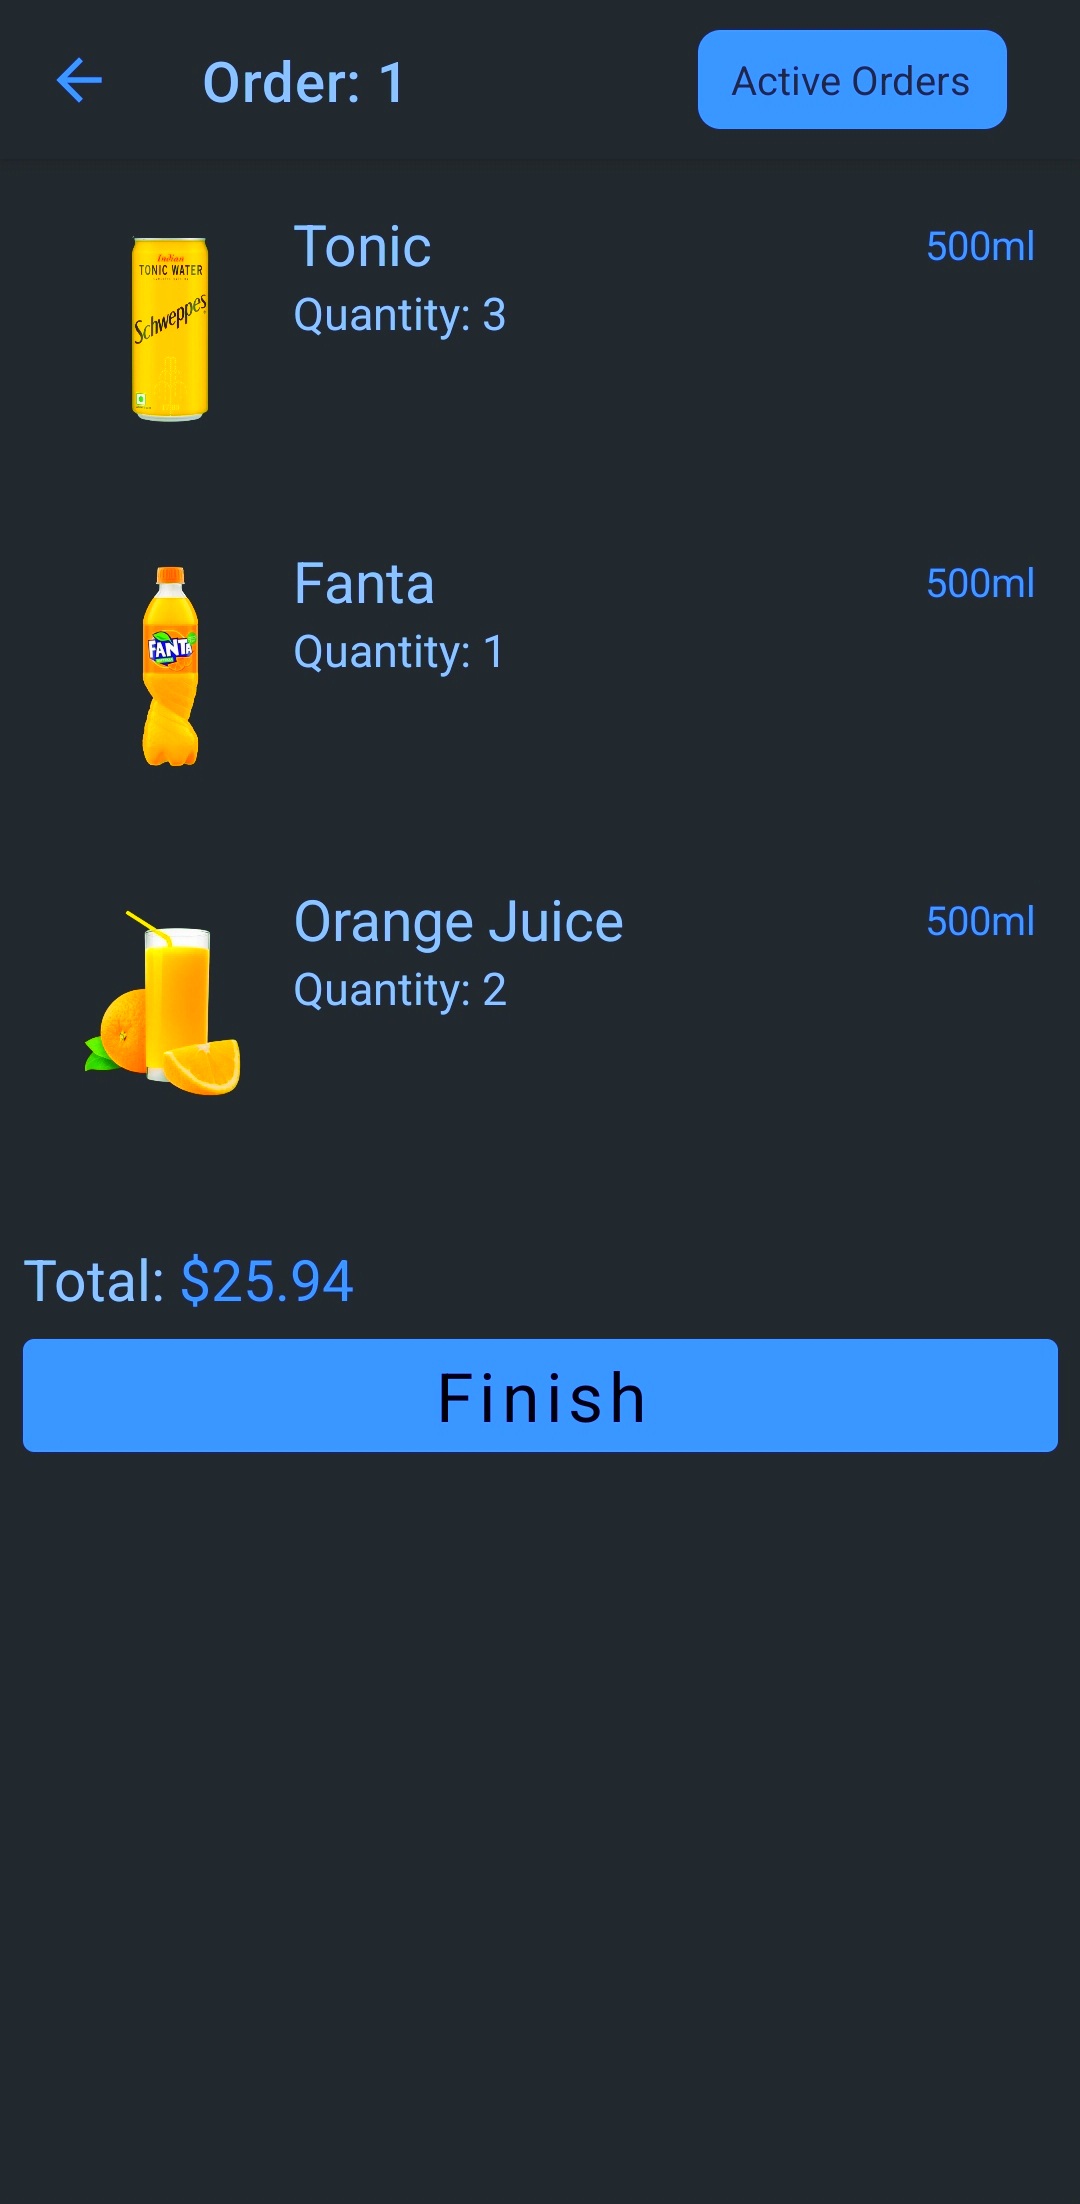 Order: 1
Active Orders
Tonic
500ml
Quantity: 3
Indian
TONIC WATER
Schweppes
Fanta
500ml
Quantity: 1
FANTA
Orange Juice
500ml
Quantity: 2
Total: $25.94
Finish